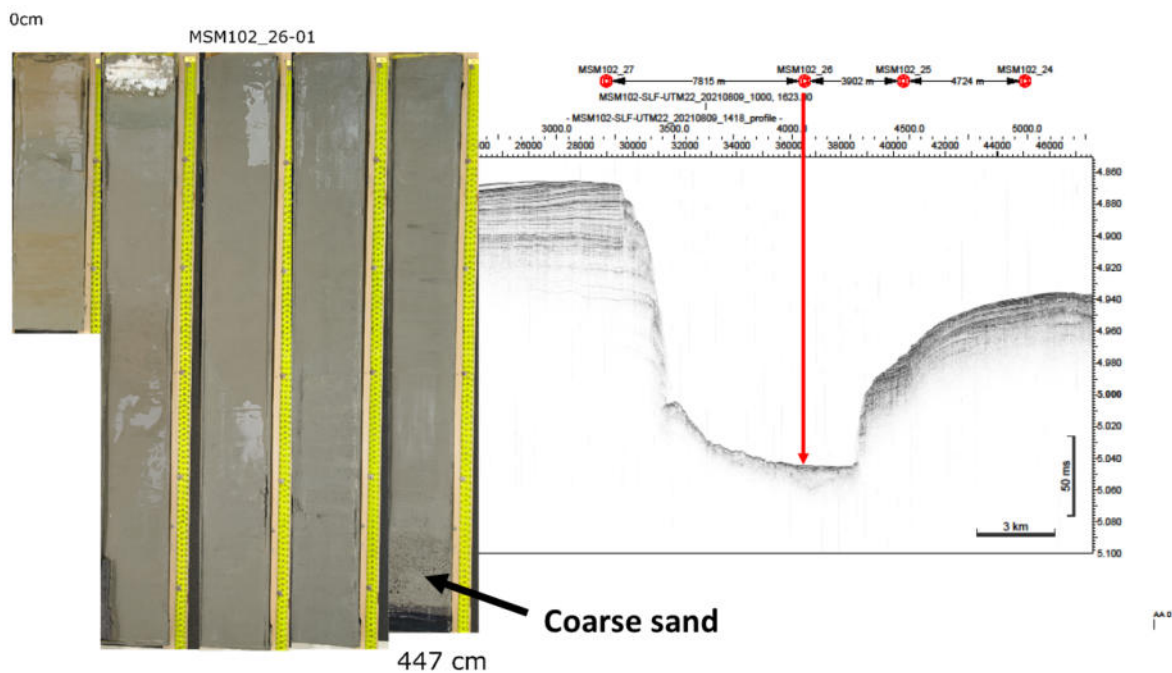 0cm
MSM102_26-01
MSM102_27 MSM102_26 MSM102_25 MSM102_24
7815 m 3902 m 4724 m
MSM102-SLF-UTM22_20210809_1000, 1623.00
- MSM102-SLF-UTM22_20210809_1418_profile -
3000.0 3500.0 4000.0 4500.0 5000.0
26000 28000 30000 32000 34000 36000 38000 40000 42000 44000 46000
4.860
4.880
4.900
4.920
4.940
4.960
4.980
5.000
5.020
5.040
5.060
5.080
5.100
50 ms
3 km
Coarse sand
447 cm